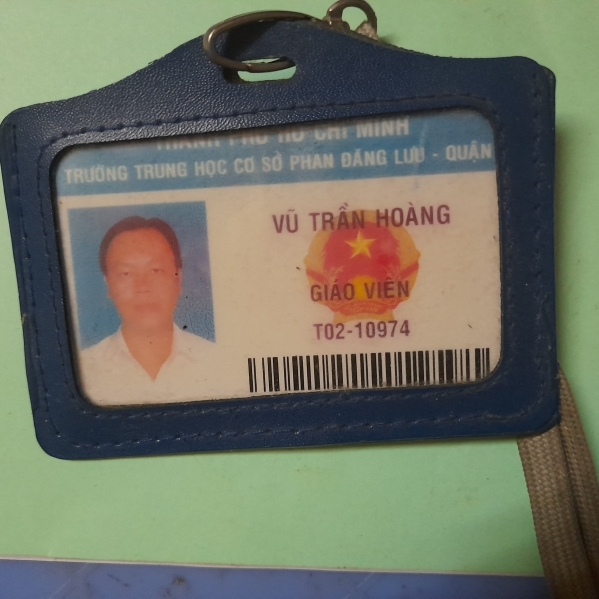 THÀNH PHỐ HỒ CHÍ MINH
TRƯỜNG TRUNG HỌC CƠ SỞ PHAN ĐĂNG LƯU - QUẬN
VŨ TRẦN HOÀNG
GIÁO VIÊN
T02-10974